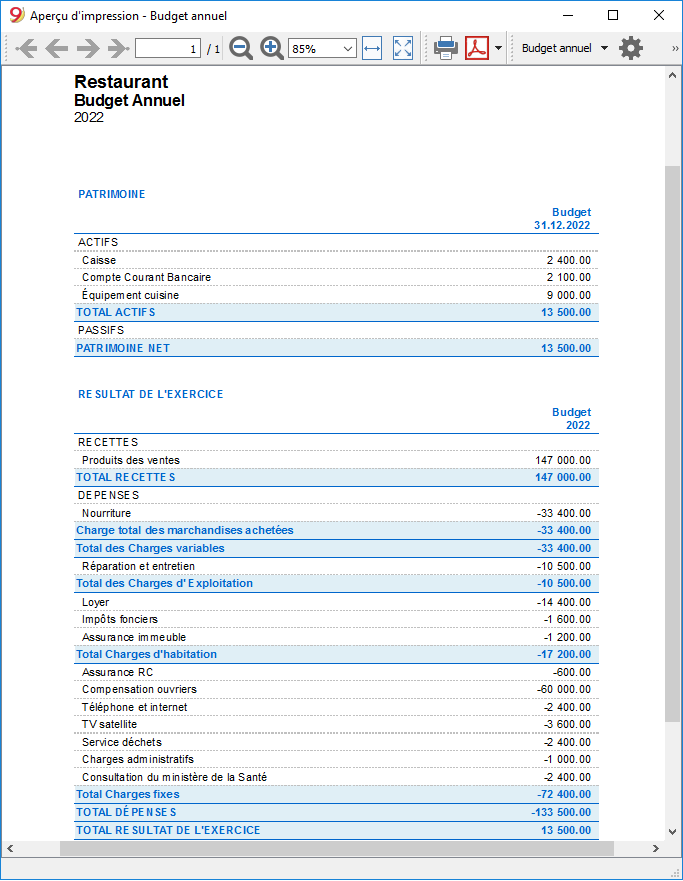 Aperçu d'impression - Budget annuel
1 / 1 85% Budget annuel »
Restaurant
Budget Annuel
2022
PATRIMOINE
Budget
31.12.2022
ACTIFS
Caisse 2 400.00
Compte Courant Bancaire 2 100.00
Équipement cuisine 9 000.00
TOTAL ACTIFS 13 500.00
PASSIFS
PATRIMOINE NET 13 500.00
RESULTAT DE L'EXERCICE
Budget
2022
RECETTES
Produits des ventes 147 000.00
TOTAL RECETTES 147 000.00
DEPENSES
Nourriture -33 400.00
Charge total des marchandises achetées -33 400.00
Total des Charges variables -33 400.00
Réparation et entretien -10 500.00
Total des Charges d'Exploitation -10 500.00
Loyer -14 400.00
Impôts fonciers -1 600.00
Assurance immeuble -1 200.00
Total Charges d'habitation -17 200.00
Assurance RC -600.00
Compensation ouvriers -60 000.00
Téléphone et internet -2 400.00
TV satellite -3 600.00
Service déchets -2 400.00
Charges administratifs -1 000.00
Consultation du ministère de la Santé -2 400.00
Total Charges fixes -72 400.00
TOTAL DÉPENSES -133 500.00
TOTAL RESULTAT DE L'EXERCICE 13 500.00